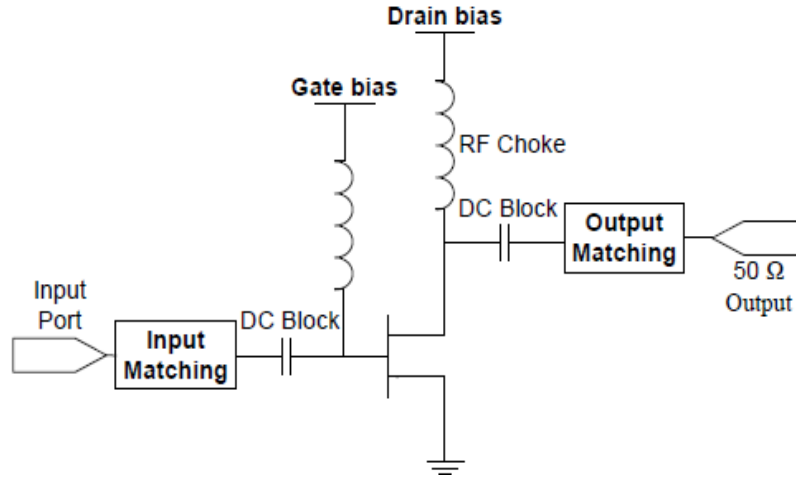 Drain bias
Gate bias
RF Choke
DC Block
Output
Matching
50 Ω
Output
Input
Port
DC Block
Input
Matching